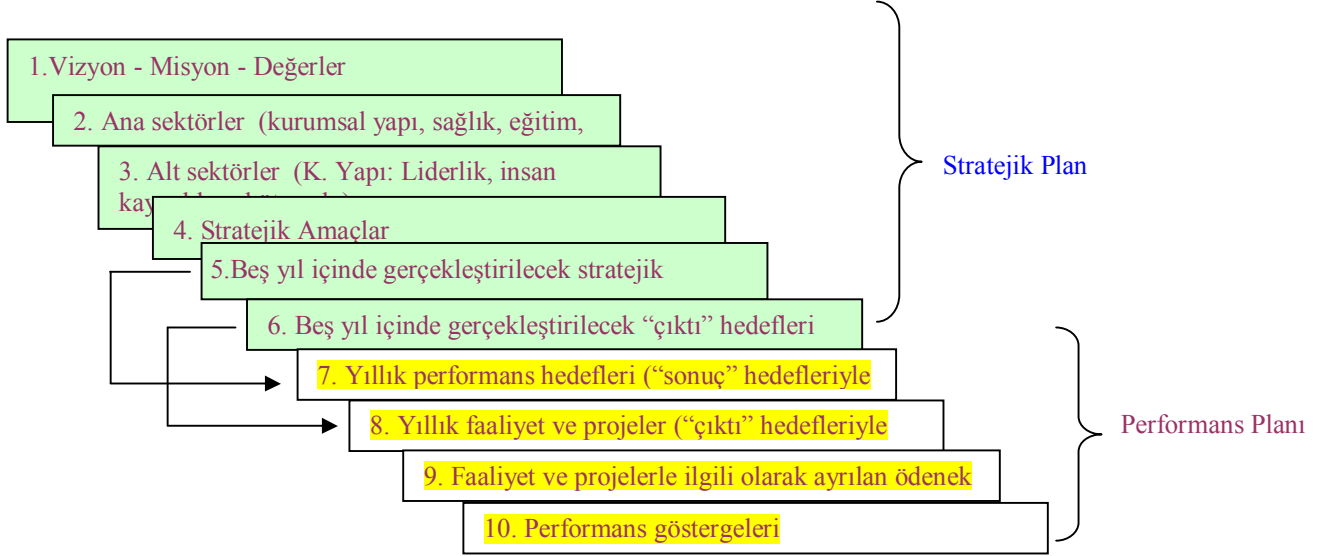 1.Vizyon - Misyon - Değerler
2. Ana sektörler (kurumsal yapı, sağlık, eğitim,
3. Alt sektörler (K. Yapı: Liderlik, insan
Stratejik Plan
4. Stratejik Amaçlar
5.Beş yıl içinde gerçekleştirilecek stratejik
6. Beş yıl içinde gerçekleştirilecek “çıktı” hedefleri
7. Yıllık performans hedefleri (“sonuç” hedefleriyle
8. Yıllık faaliyet ve projeler (“çıktı” hedefleriyle
Performans Planı
9. Faaliyet ve projelerle ilgili olarak ayrılan ödenek
10. Performans göstergeleri